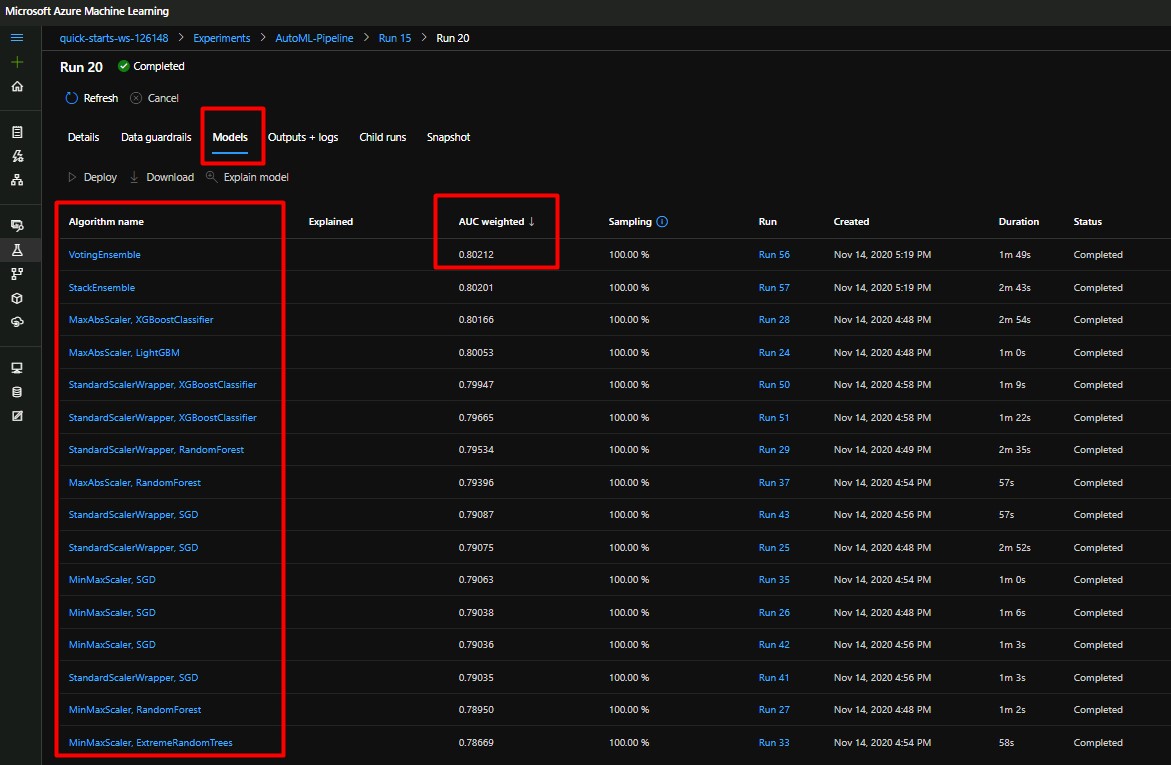 Microsoft Azure Machine Learning
quick-starts-ws-126148 > Experiments > AutoML-Pipeline > Run 15 > Run 20
Run 20 Completed
Refresh Cancel
Details Data guardrails Models Outputs + logs Child runs Snapshot
Deploy Download Explain model
Algorithm name Explained AUC weighted ↓ Sampling Run Created Duration Status
VotingEnsemble 0.80212 100.00 % Run 56 Nov 14, 2020 5:19 PM 1m 49s Completed
StackEnsemble 0.80201 100.00 % Run 57 Nov 14, 2020 5:19 PM 2m 43s Completed
MaxAbsScaler, XGBoostClassifier 0.80166 100.00 % Run 28 Nov 14, 2020 4:48 PM 2m 54s Completed
MaxAbsScaler, LightGBM 0.80053 100.00 % Run 24 Nov 14, 2020 4:48 PM 1m 0s Completed
StandardScalerWrapper, XGBoostClassifier 0.79947 100.00 % Run 50 Nov 14, 2020 4:58 PM 1m 9s Completed
StandardScalerWrapper, XGBoostClassifier 0.79665 100.00 % Run 51 Nov 14, 2020 4:58 PM 1m 22s Completed
StandardScalerWrapper, RandomForest 0.79534 100.00 % Run 29 Nov 14, 2020 4:49 PM 2m 35s Completed
MaxAbsScaler, RandomForest 0.79396 100.00 % Run 37 Nov 14, 2020 4:54 PM 57s Completed
StandardScalerWrapper, SGD 0.79087 100.00 % Run 43 Nov 14, 2020 4:56 PM 57s Completed
StandardScalerWrapper, SGD 0.79075 100.00 % Run 25 Nov 14, 2020 4:48 PM 2m 52s Completed
MinMaxScaler, SGD 0.79063 100.00 % Run 35 Nov 14, 2020 4:54 PM 1m 0s Completed
MinMaxScaler, SGD 0.79038 100.00 % Run 26 Nov 14, 2020 4:48 PM 1m 6s Completed
MinMaxScaler, SGD 0.79036 100.00 % Run 42 Nov 14, 2020 4:56 PM 1m 3s Completed
StandardScalerWrapper, SGD 0.79035 100.00 % Run 41 Nov 14, 2020 4:56 PM 1m 3s Completed
MinMaxScaler, RandomForest 0.78950 100.00 % Run 27 Nov 14, 2020 4:48 PM 1m 2s Completed
MinMaxScaler, ExtremeRandomTrees 0.78669 100.00 % Run 33 Nov 14, 2020 4:54 PM 58s Completed